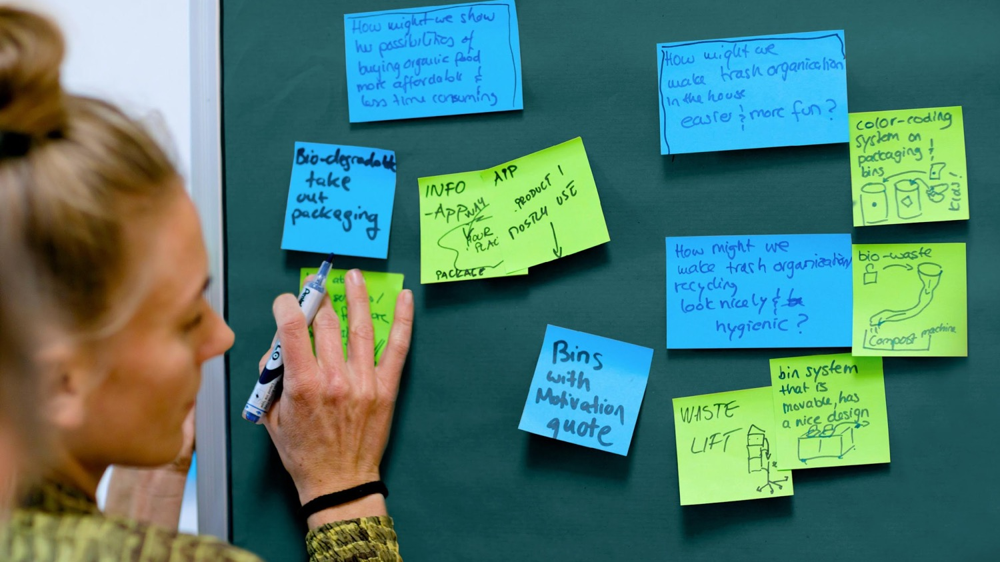 How might we show
her possibilities of
buying organic food
more affordable &
less time consuming
How might we
make trash organization
in the house
easier & more fun?
color-coding
system on
packaging &
bins
kids!
Bio-degradable
take
out
packaging
INFO
-APP WAY
YOUR
PLAC
PACKAGE
APP
PRODUCT I
MOSTLY USE
How might we
make trash organization/
recycling
look nicely &
hygienic?
bio-waste
Compost machine
Bins
with
Motivation
quote
WASTE
LIFT
bin system
that is
movable, has
a nice design